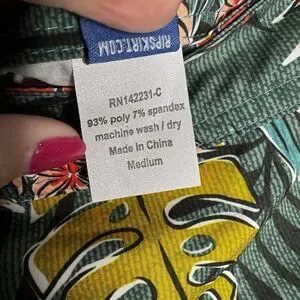 RIPSKIRT.COM
RN142231-C
93% poly 7% spandex
machine wash / dry
Made in China
Medium